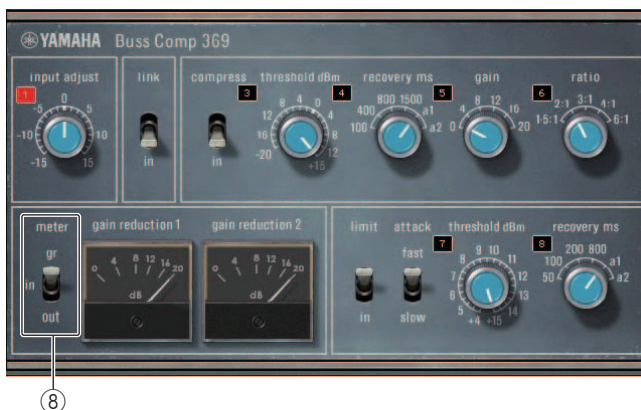 YAMAHA Buss Comp 369
input adjust
1
-15 -10 -5 0 5 10 15
link
in
compress
in
3
threshold dBm
-20 16 12 8 4 0 4 8 12 +15
4
recovery ms
100 400 800 1500 a1 a2
5
gain
0 4 8 12 16 20
6
ratio
1·5:1 2:1 3:1 4:1 6:1
meter
gr
in
out
gain reduction 1
0 4 8 12 16 20
dB
gain reduction 2
0 4 8 12 16 20
dB
limit
in
attack
fast
slow
7
threshold dBm
+4 5 6 7 8 9 10 11 12 13 14 +15
8
recovery ms
50 100 200 800 a1 a2
⑧